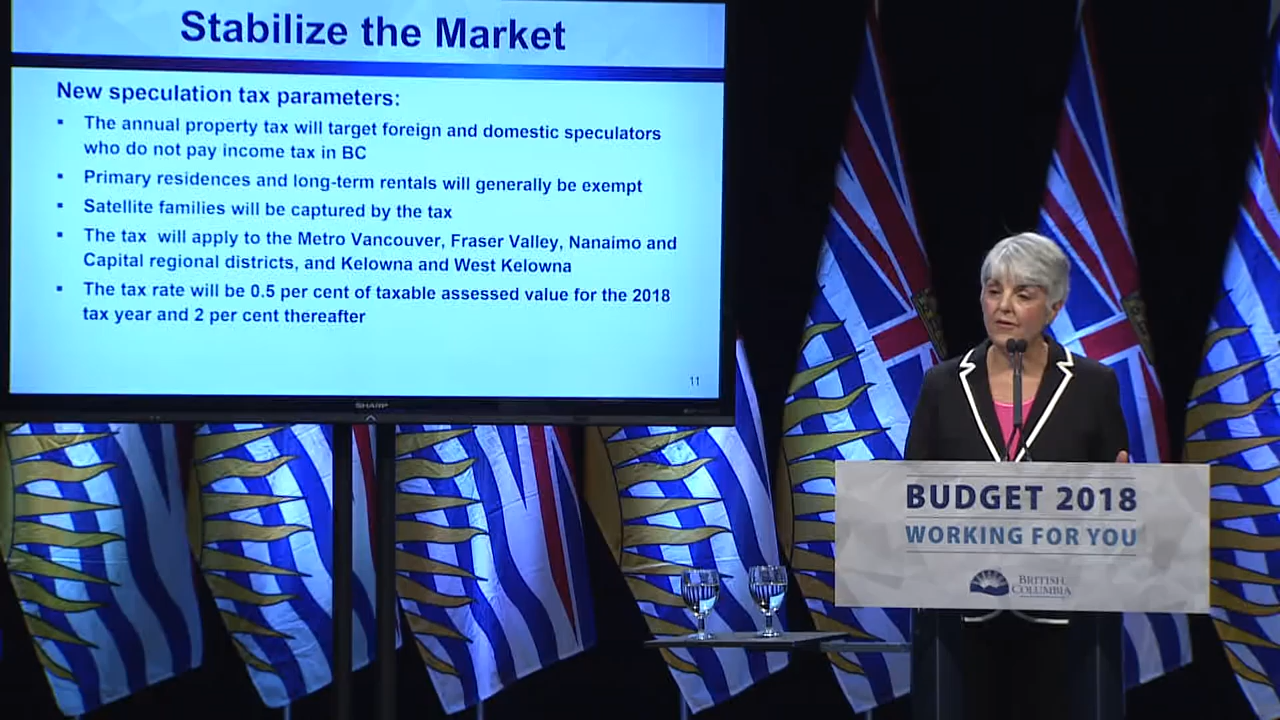 Stabilize the Market
New speculation tax parameters:
▪ The annual property tax will target foreign and domestic speculators
who do not pay income tax in BC
▪ Primary residences and long-term rentals will generally be exempt
▪ Satellite families will be captured by the tax
▪ The tax will apply to the Metro Vancouver, Fraser Valley, Nanaimo and
Capital regional districts, and Kelowna and West Kelowna
▪ The tax rate will be 0.5 per cent of taxable assessed value for the 2018
tax year and 2 per cent thereafter
11
SHARP
BUDGET 2018
WORKING FOR YOU
BRITISH
COLUMBIA